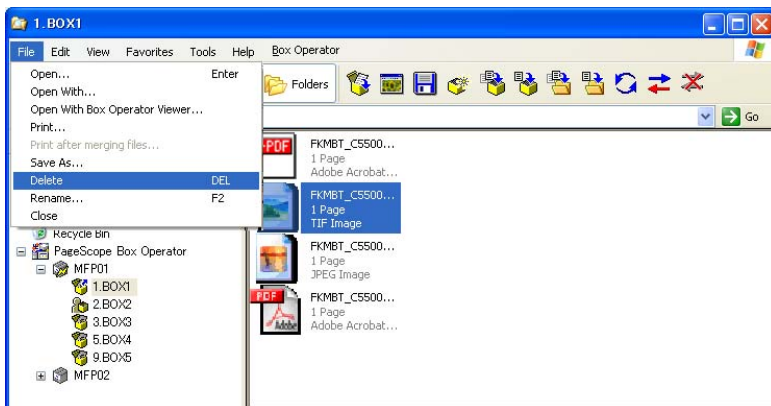 1.BOX1
File Edit View Favorites Tools Help Box Operator
Open... Enter
Open With...
Open With Box Operator Viewer...
Print...
Print after merging files...
Save As...
Delete DEL
Rename... F2
Close
Folders
Go
PDF
FKMBT_C5500...
1 Page
Adobe Acrobat...
FKMBT_C5500...
1 Page
TIF Image
FKMBT_C5500...
1 Page
JPEG Image
PDF
Adobe
FKMBT_C5500...
1 Page
Adobe Acrobat...
Recycle Bin
PageScope Box Operator
MFP01
1.BOX1
2.BOX2
3.BOX3
5.BOX4
9.BOX5
MFP02